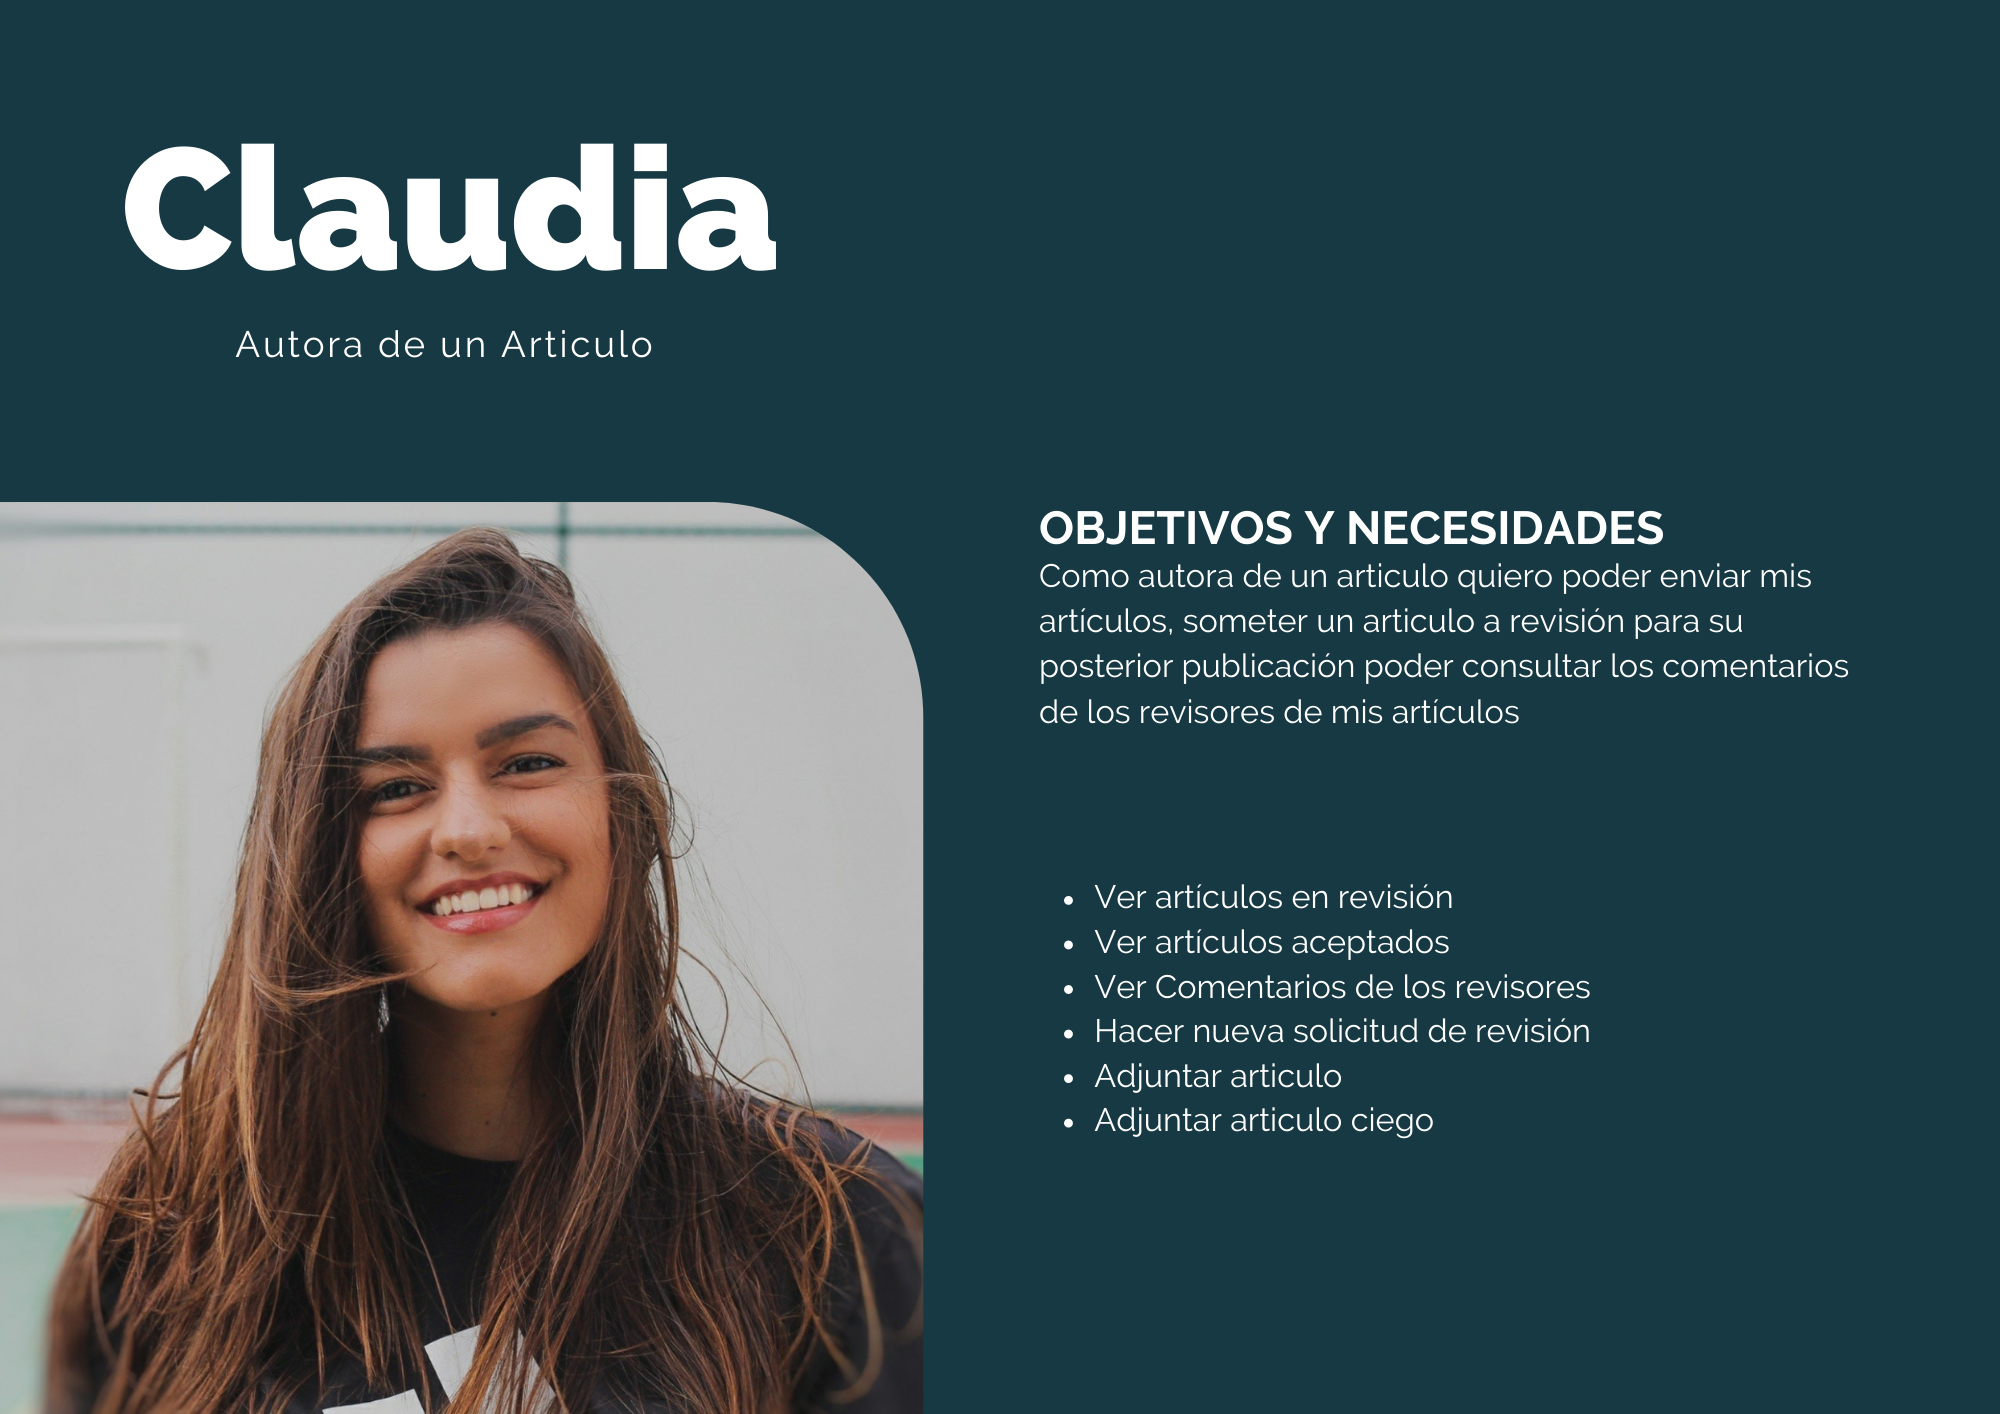 Claudia
Autora de un Articulo
OBJETIVOS Y NECESIDADES
Como autora de un articulo quiero poder enviar mis
artículos, someter un articulo a revisión para su
posterior publicación poder consultar los comentarios
de los revisores de mis artículos
• Ver artículos en revisión
• Ver artículos aceptados
• Ver Comentarios de los revisores
• Hacer nueva solicitud de revisión
• Adjuntar articulo
• Adjuntar articulo ciego